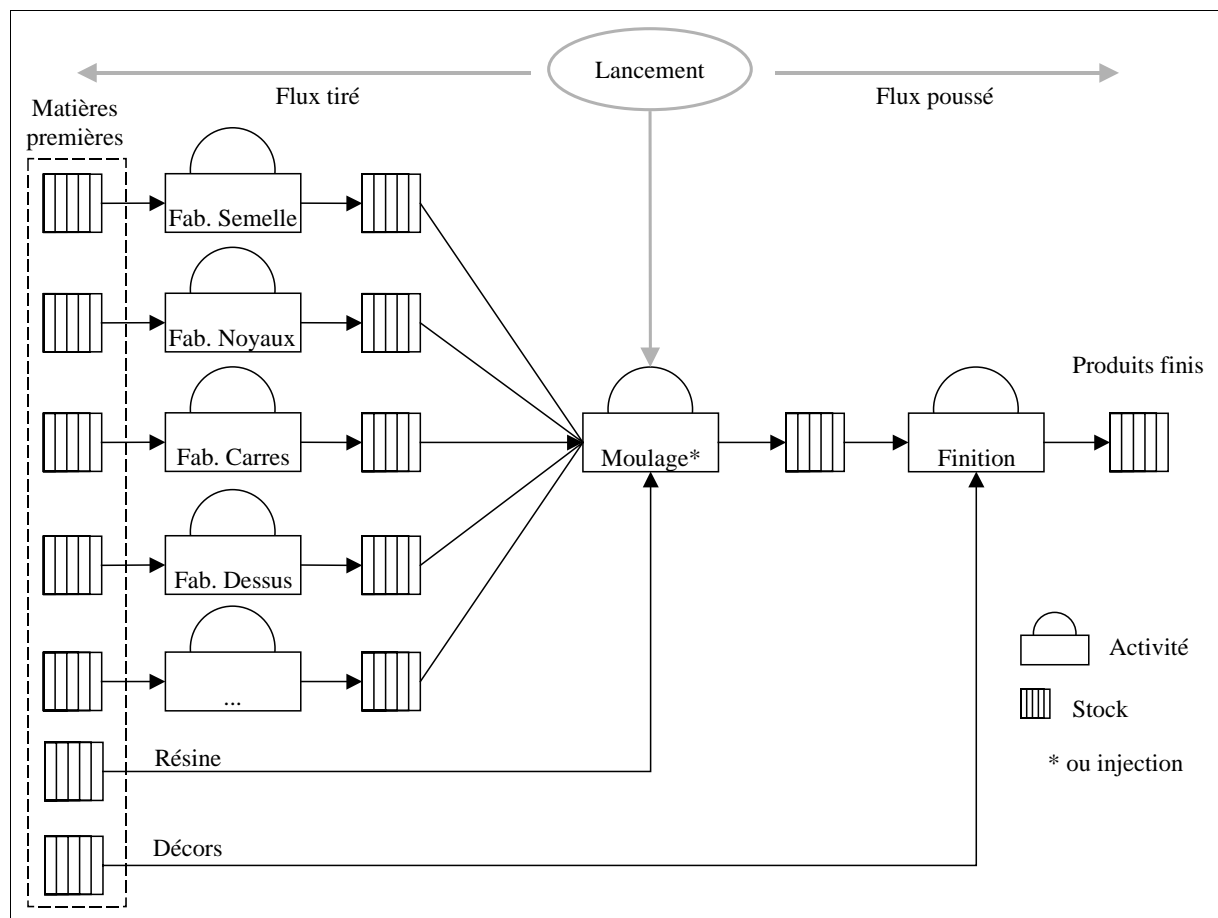 Lancement
Flux tiré
Flux poussé
Matières
premières
Fab. Semelle
Fab. Noyaux
Fab. Carres
Fab. Dessus
...
Moulage*
Finition
Produits finis
Résine
Décors
Activité
Stock
* ou injection